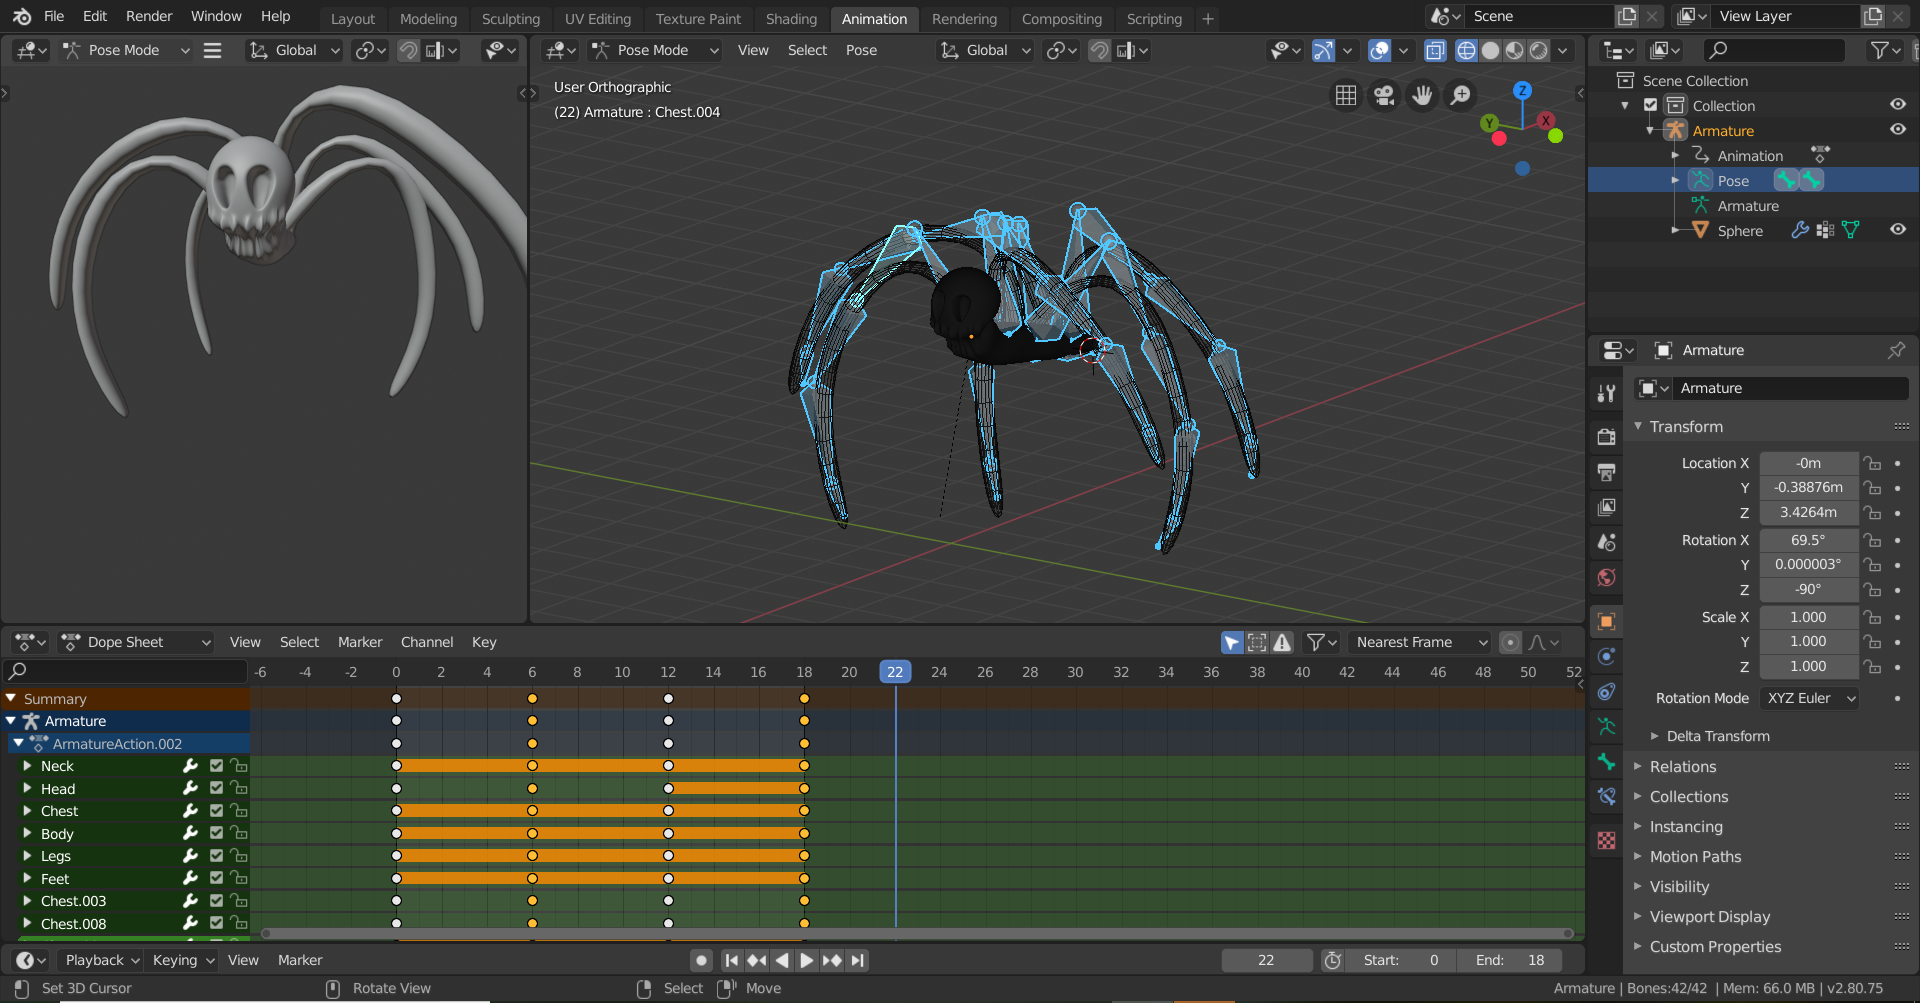 File Edit Render Window Help Layout Modeling Sculpting UV Editing Texture Paint Shading Animation Rendering Compositing Scripting + Scene View Layer
Pose Mode Global Pose Mode View Select Pose Global
User Orthographic
(22) Armature : Chest.004
Z
Y
X
Scene Collection
Collection
Armature
Animation
Pose
Armature
Sphere
Armature
Armature
Transform
Location X -0m
Y -0.38876m
Z 3.4264m
Rotation X 69.5°
Y 0.000003°
Z -90°
Scale X 1.000
Y 1.000
Z 1.000
Rotation Mode XYZ Euler
Delta Transform
Relations
Collections
Instancing
Motion Paths
Visibility
Viewport Display
Custom Properties
Dope Sheet View Select Marker Channel Key Nearest Frame
-6 -4 -2 0 2 4 6 8 10 12 14 16 18 20 22 24 26 28 30 32 34 36 38 40 42 44 46 48 50 52
Summary
Armature
ArmatureAction.002
Neck
Head
Chest
Body
Legs
Feet
Chest.003
Chest.008
Playback Keying View Marker 22 Start: 0 End: 18
Set 3D Cursor Rotate View Select Move Armature | Bones:42/42 | Mem: 66.0 MB | v2.80.75